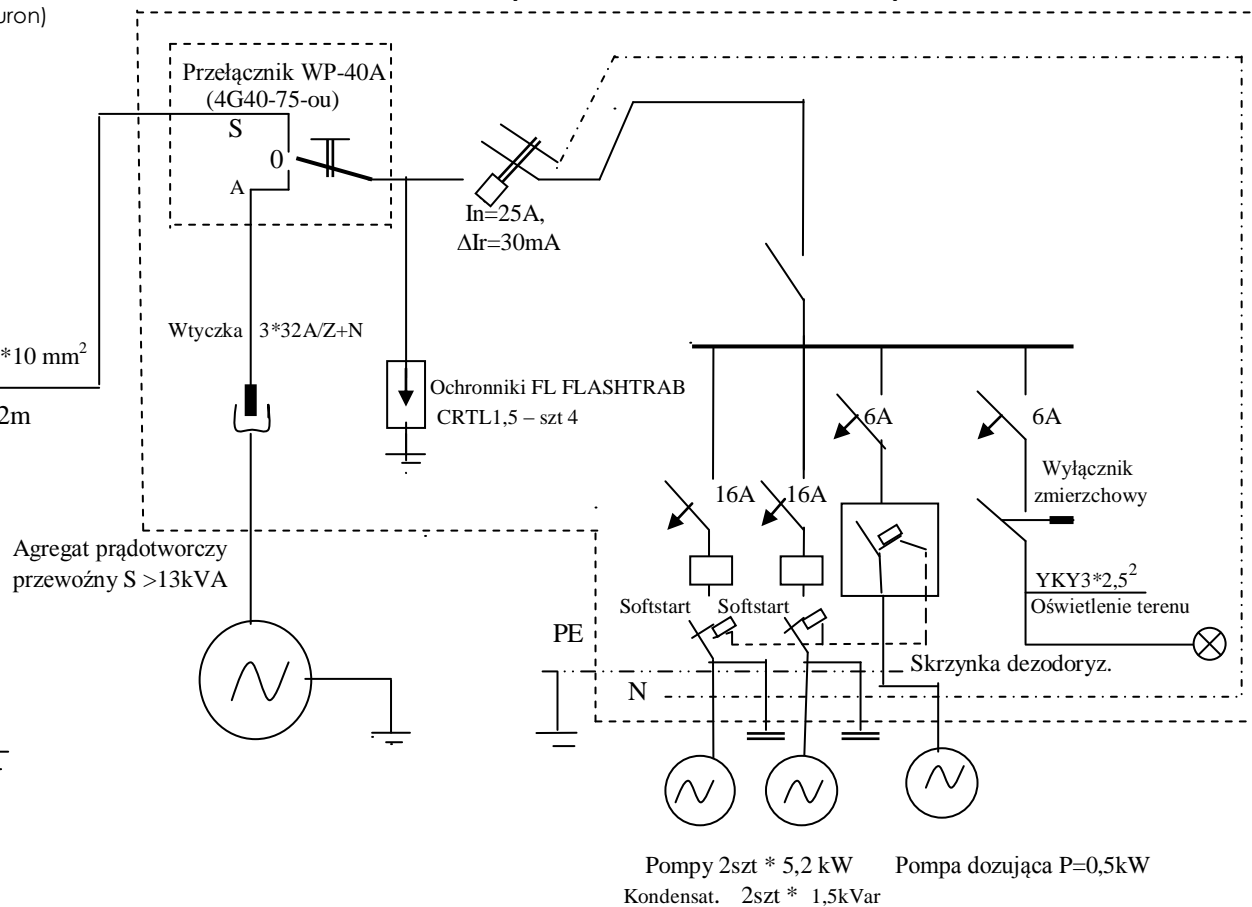 uron)
Przełącznik WP-40A
(4G40-75-ou)
S
0
A
In=25A,
ΔIr=30mA
Wtyczka 3*32A/Z+N
*10 mm²
2m
Ochronniki FL FLASHTRAB
CRTL1,5 – szt 4
6A
6A
Wyłącznik
zmierzchowy
16A
16A
Agregat prądotworczy
przewoźny S >13kVA
YKY3*2,5²
Oświetlenie terenu
Softstart
Softstart
PE
Skrzynka dezodoryz.
N
Pompy 2szt * 5,2 kW
Pompa dozująca P=0,5kW
Kondensat. 2szt * 1,5kVar